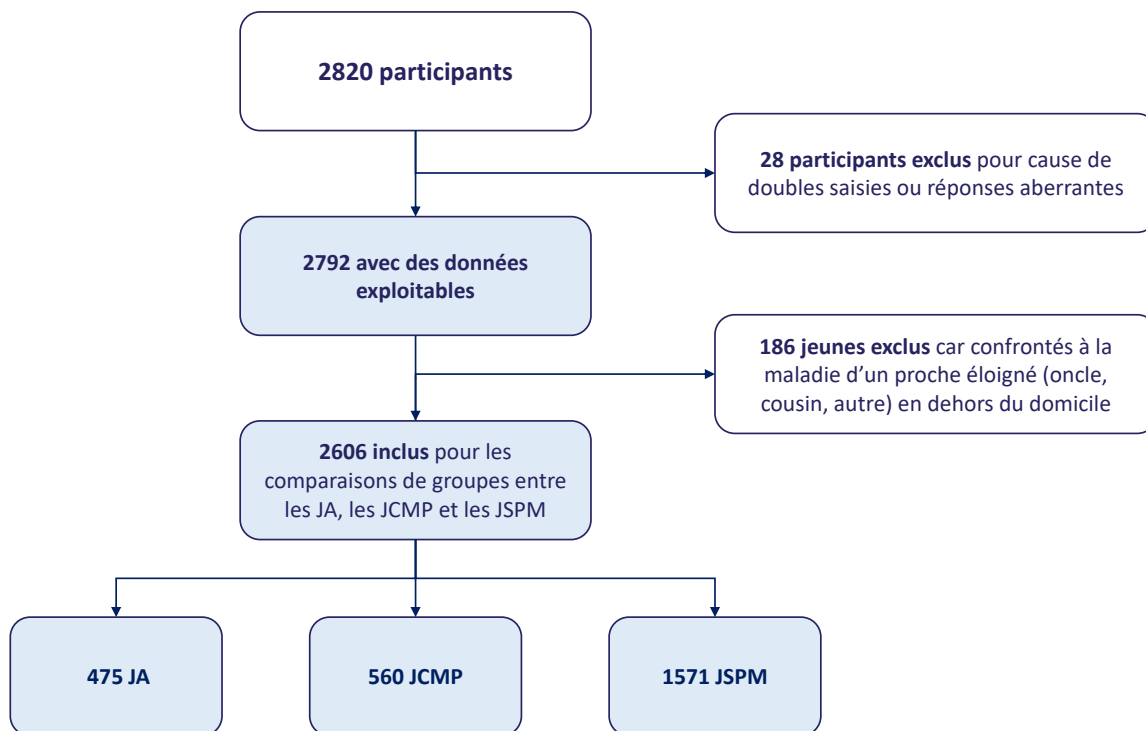 2820 participants
28 participants exclus pour cause de
doubles saisies ou réponses aberrantes
2792 avec des données
exploitables
186 jeunes exclus car confrontés à la
maladie d’un proche éloigné (oncle,
cousin, autre) en dehors du domicile
2606 inclus pour les
comparaisons de groupes entre
les JA, les JCMP et les JSPM
475 JA
560 JCMP
1571 JSPM